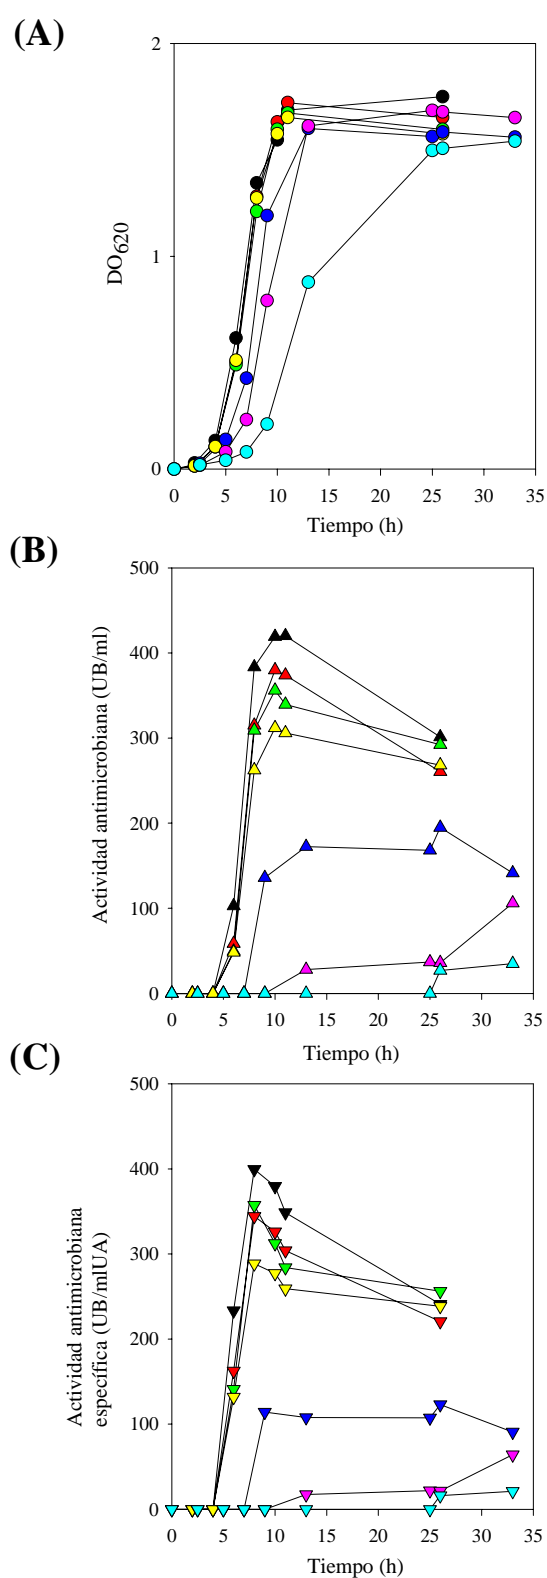 (A)
2
1
0
DO620
0 5 10 15 20 25 30 35
Tiempo (h)
(B)
500
400
300
200
100
0
Actividad antimicrobiana (UB/ml)
0 5 10 15 20 25 30 35
Tiempo (h)
(C)
500
400
300
200
100
0
Actividad antimicrobiana
específica (UB/mlUA)
0 5 10 15 20 25 30 35
Tiempo (h)